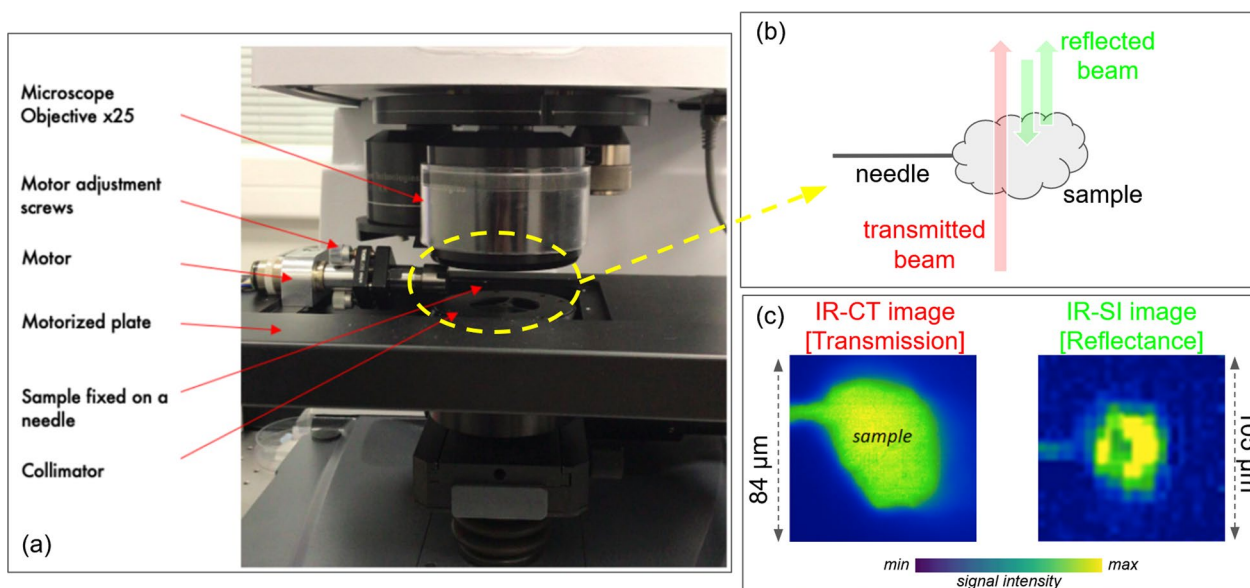 Microscope
Objective x25
Motor adjustment
screws
Motor
Motorized plate
Sample fixed on a
needle
Collimator
(a)
(b)
reflected
beam
needle
sample
transmitted
beam
(c)
IR-CT image
[Transmission]
IR-SI image
[Reflectance]
sample
84 µm
µm
min
max
signal intensity